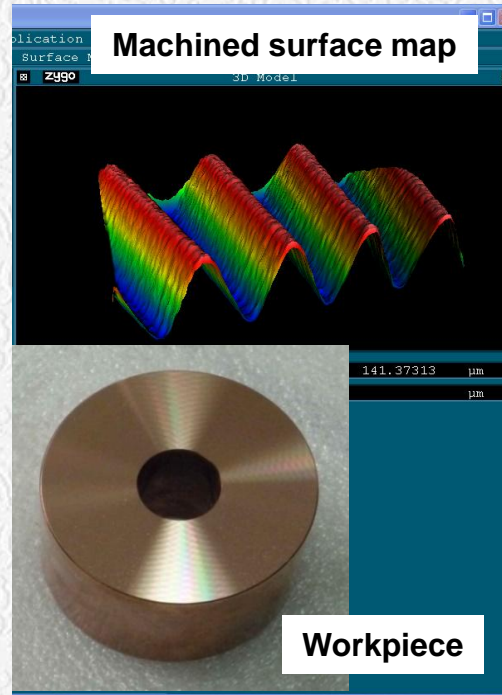 Machined surface map
plication
Surface M
zygo
3D Model
141.37313 µm
µm
Workpiece